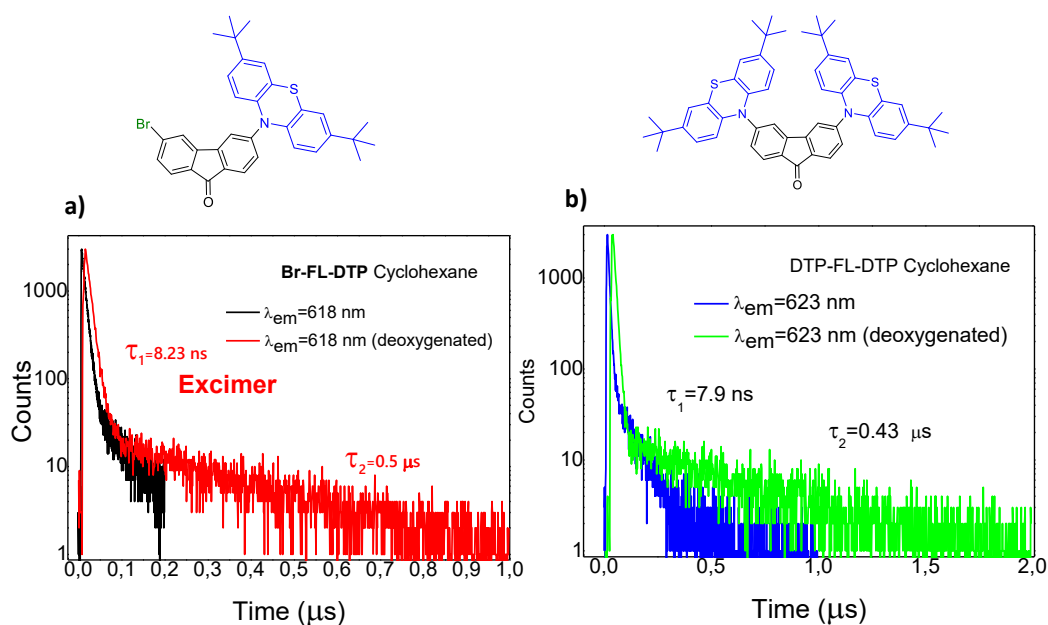 Br
N
S
O
S
N
N
S
O
a)
b)
Br-FL-DTP Cyclohexane
λem=618 nm
λem=618 nm (deoxygenated)
τ1=8.23 ns
Excimer
τ2=0.5 μs
Counts
1000
100
10
1
0,0 0,1 0,2 0,3 0,4 0,5 0,6 0,7 0,8 0,9 1,0
Time (μs)
DTP-FL-DTP Cyclohexane
λem=623 nm
λem=623 nm (deoxygenated)
τ1=7.9 ns
τ2=0.43 μs
Counts
1000
100
10
1
0,0 0,5 1,0 1,5 2,0
Time (μs)